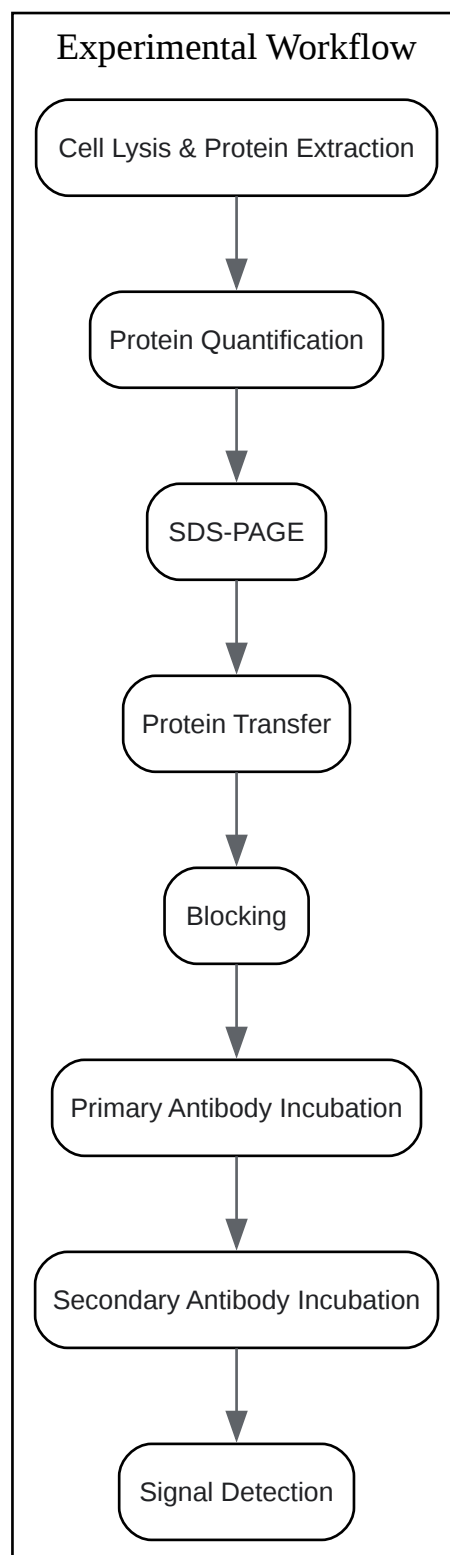 Experimental Workflow
Cell Lysis & Protein Extraction
Protein Quantification
SDS-PAGE
Protein Transfer
Blocking
Primary Antibody Incubation
Secondary Antibody Incubation
Signal Detection